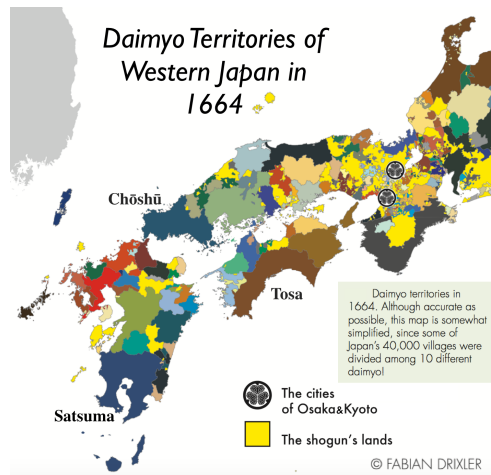 Daimyo Territories of
Western Japan in
1664
Chōshū
Tosa
Satsuma
Daimyo territories in
1664. Although accurate as
possible, this map is somewhat
simplified, since some of
Japan's 40,000 villages were
divided among 10 different
daimyo!
The cities
of Osaka&Kyoto
The shogun's lands
© FABIAN DRIXLER